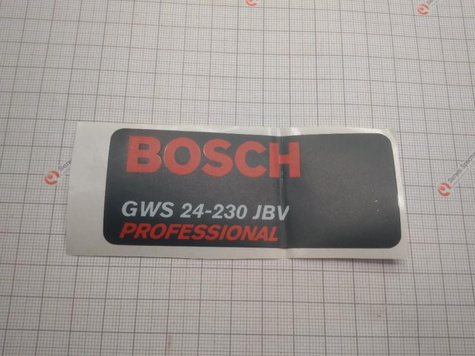 BOSCH
GWS 24-230 JBV
PROFESSIONAL